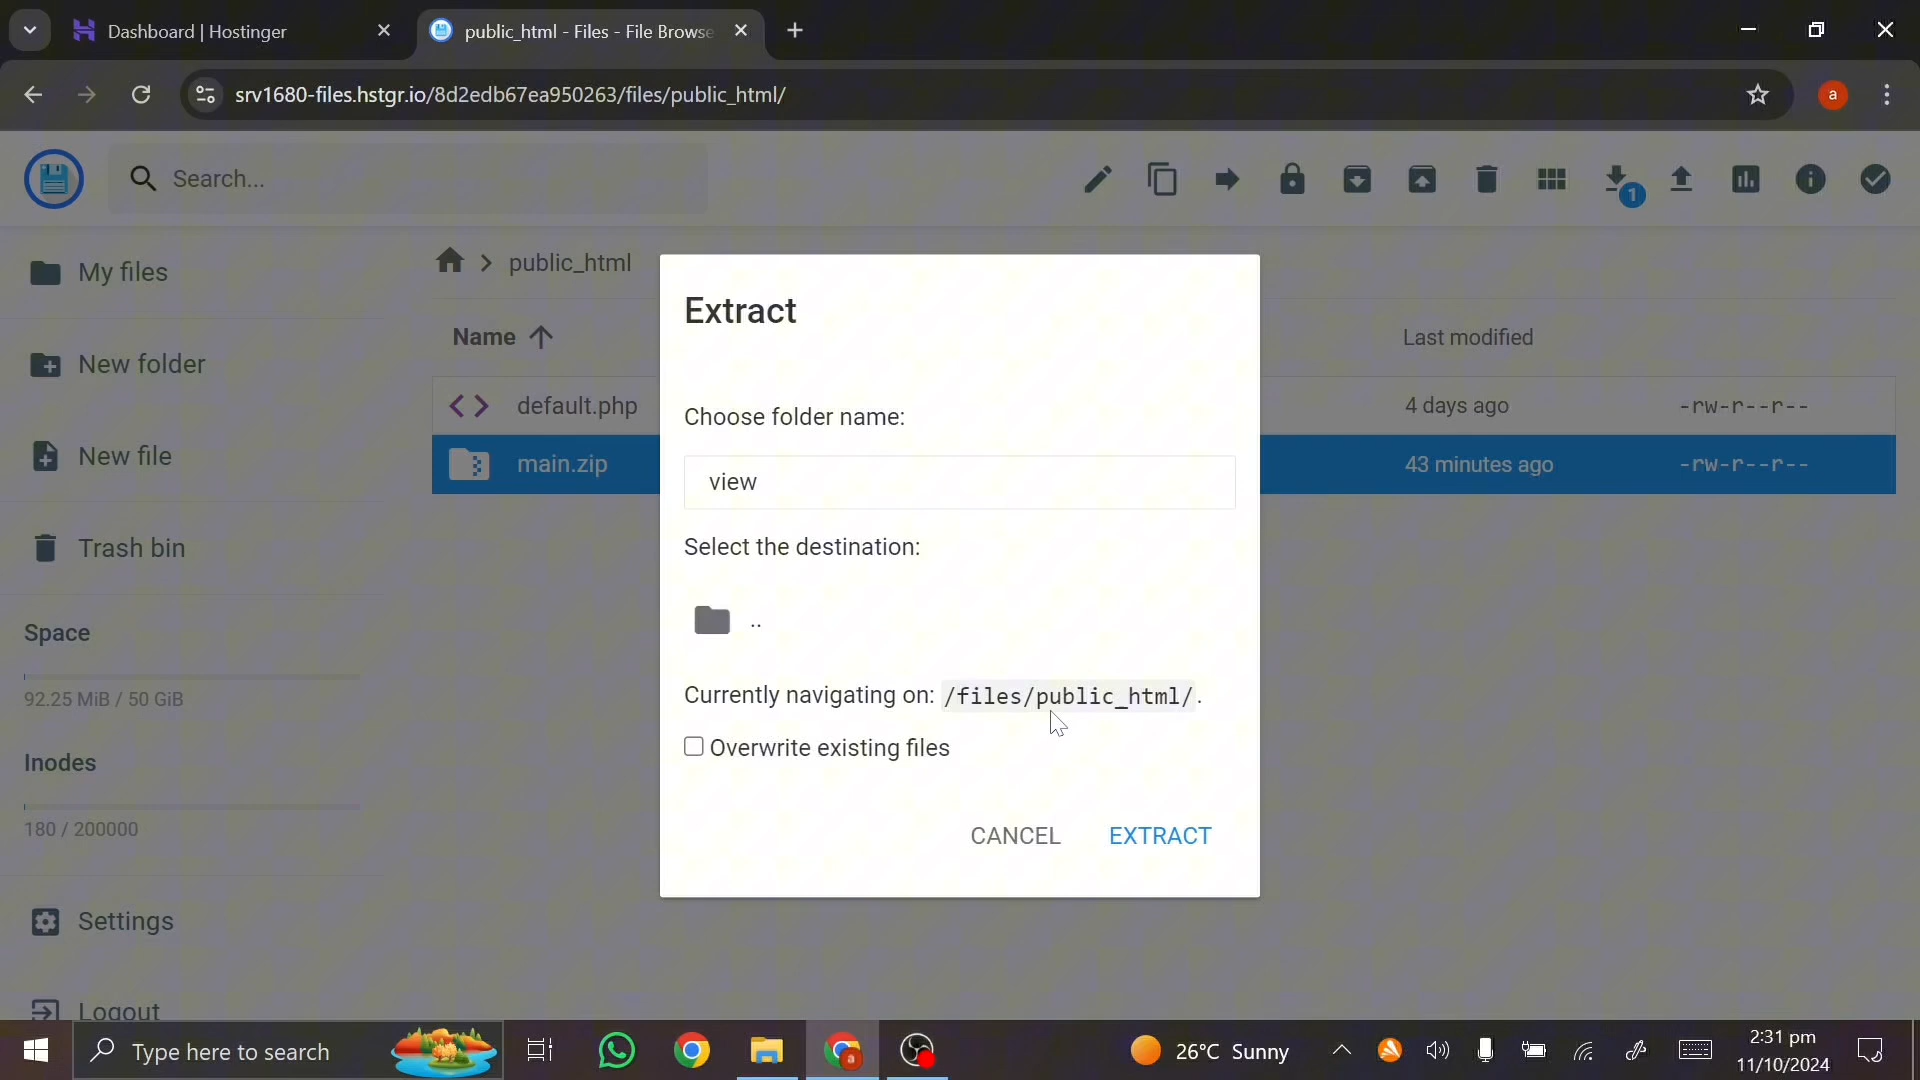 Dashboard | Hostinger
public_html - Files - File Browse
srv1680-files.hstgr.io/8d2edb67ea950263/files/public_html/
a
Search...
1
My files
New folder
New file
Trash bin
Space
92.25 MiB / 50 GiB
Inodes
180 / 200000
Settings
Logout
public_html
Name
Last modified
default.php
4 days ago
-rw-r--r--
main.zip
43 minutes ago
-rw-r--r--
Extract
Choose folder name:
view
Select the destination:
..
Currently navigating on: /files/public_html/.
Overwrite existing files
CANCEL
EXTRACT
Type here to search
a
26°C Sunny
2:31 pm
11/10/2024